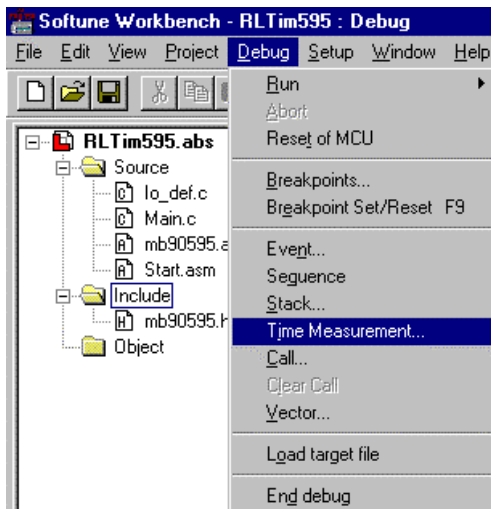 Softune Workbench - RLTim595 : Debug
File Edit View Project Debug Setup Window Help
RLTim595.abs
Source
Io_def.c
Main.c
mb90595.a
Start.asm
Include
mb90595.h
Object
Run
Abort
Reset of MCU
Breakpoints...
Breakpoint Set/Reset F9
Event...
Sequence
Stack...
Time Measurement...
Call...
Clear Call
Vector...
Load target file
End debug